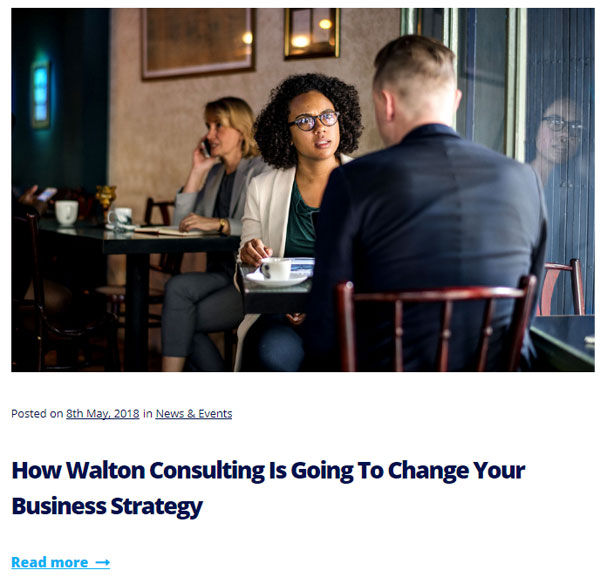 Posted on 8th May, 2018 in News & Events
How Walton Consulting Is Going To Change Your
Business Strategy
Read more →